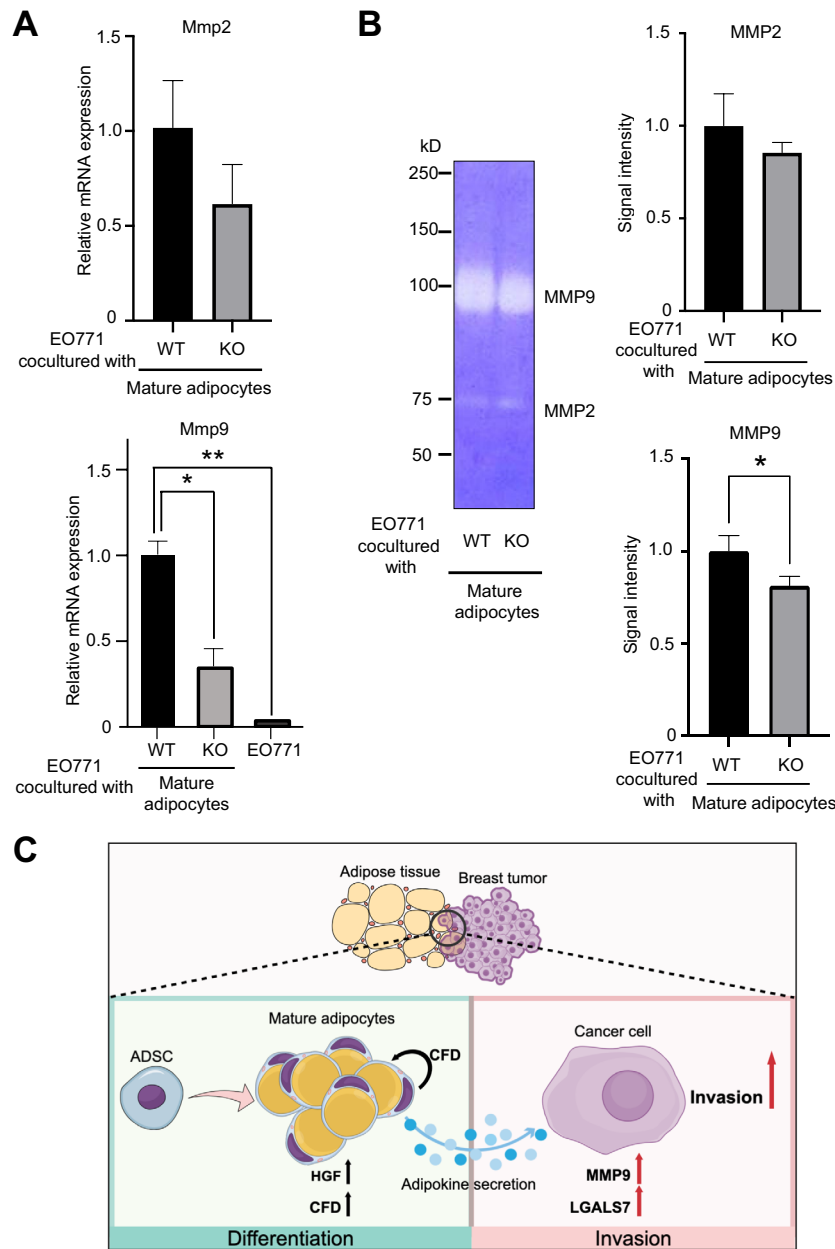 A
Mmp2
Relative mRNA expression
1.5
1.0
0.5
0
EO771
cocultured with
WT KO
Mature adipocytes
Mmp9
Relative mRNA expression
1.5
1.0
0.5
0
**
*
EO771
cocultured with
WT KO EO771
Mature
adipocytes
B
kD
250
150
100
75
50
MMP9
MMP2
EO771
cocultured
with
WT KO
Mature
adipocytes
MMP2
Signal intensity
1.5
1.0
0.5
0
EO771
cocultured
with
WT KO
Mature adipocytes
MMP9
Signal intensity
1.5
1.0
0.5
0
*
EO771
cocultured
with
WT KO
Mature adipocytes
C
Adipose tissue
Breast tumor
Mature adipocytes
ADSC
CFD
HGF
CFD
Adipokine secretion
Cancer cell
Invasion
MMP9
LGALS7
Differentiation
Invasion